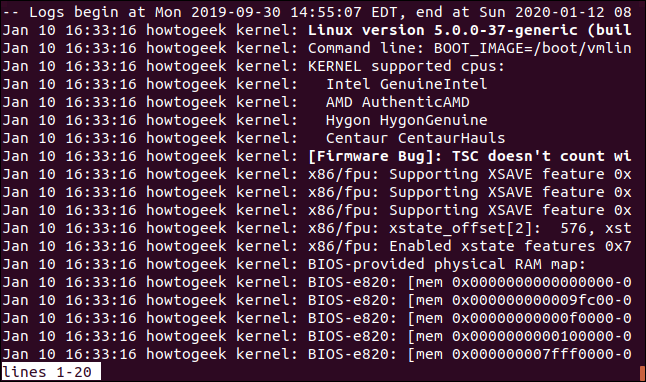 -- Logs begin at Mon 2019-09-30 14:55:07 EDT, end at Sun 2020-01-12 08
Jan 10 16:33:16 howtogeek kernel: Linux version 5.0.0-37-generic (buil
Jan 10 16:33:16 howtogeek kernel: Command line: BOOT_IMAGE=/boot/vmlin
Jan 10 16:33:16 howtogeek kernel: KERNEL supported cpus:
Jan 10 16:33:16 howtogeek kernel:   Intel GenuineIntel
Jan 10 16:33:16 howtogeek kernel:   AMD AuthenticAMD
Jan 10 16:33:16 howtogeek kernel:   Hygon HygonGenuine
Jan 10 16:33:16 howtogeek kernel:   Centaur CentaurHauls
Jan 10 16:33:16 howtogeek kernel: [Firmware Bug]: TSC doesn't count wi
Jan 10 16:33:16 howtogeek kernel: x86/fpu: Supporting XSAVE feature 0x
Jan 10 16:33:16 howtogeek kernel: x86/fpu: Supporting XSAVE feature 0x
Jan 10 16:33:16 howtogeek kernel: x86/fpu: Supporting XSAVE feature 0x
Jan 10 16:33:16 howtogeek kernel: x86/fpu: xstate_offset[2]:  576, xst
Jan 10 16:33:16 howtogeek kernel: x86/fpu: Enabled xstate features 0x7
Jan 10 16:33:16 howtogeek kernel: BIOS-provided physical RAM map:
Jan 10 16:33:16 howtogeek kernel: BIOS-e820: [mem 0x0000000000000000-0
Jan 10 16:33:16 howtogeek kernel: BIOS-e820: [mem 0x000000000009fc00-0
Jan 10 16:33:16 howtogeek kernel: BIOS-e820: [mem 0x00000000000f0000-0
Jan 10 16:33:16 howtogeek kernel: BIOS-e820: [mem 0x0000000000100000-0
Jan 10 16:33:16 howtogeek kernel: BIOS-e820: [mem 0x000000007fff0000-0
lines 1-20